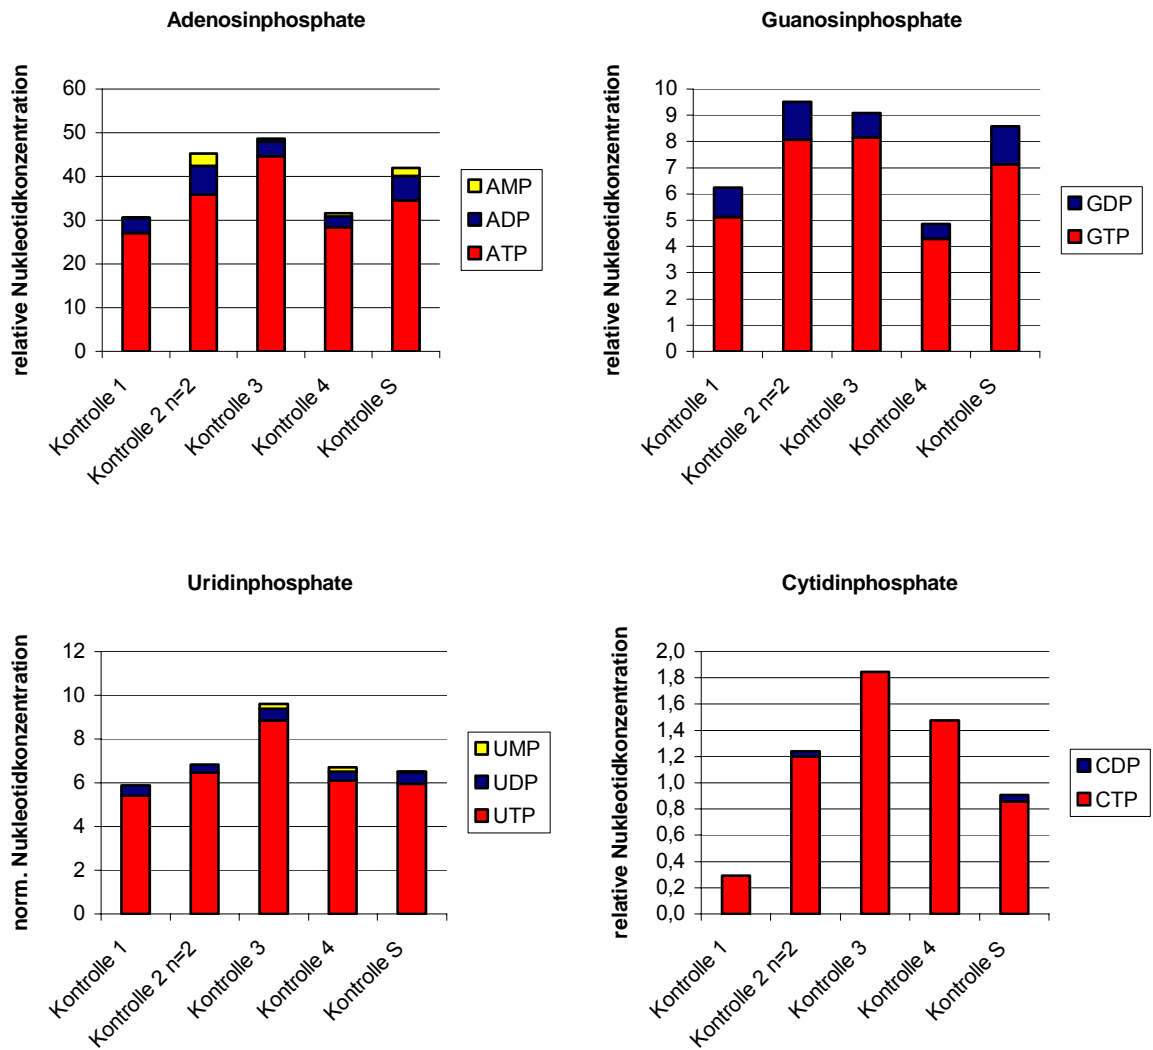 Adenosinphosphate
relative Nukleotidkonzentration
60
50
40
30
20
10
0
Kontrolle 1
Kontrolle 2 n=2
Kontrolle 3
Kontrolle 4
Kontrolle S
AMP
ADP
ATP
Guanosinphosphate
relative Nukleotidkonzentration
10
9
8
7
6
5
4
3
2
1
0
Kontrolle 1
Kontrolle 2 n=2
Kontrolle 3
Kontrolle 4
Kontrolle S
GDP
GTP
Uridinphosphate
norm. Nukleotidkonzentration
12
10
8
6
4
2
0
Kontrolle 1
Kontrolle 2 n=2
Kontrolle 3
Kontrolle 4
Kontrolle S
UMP
UDP
UTP
Cytidinphosphate
relative Nukleotidkonzentration
2,0
1,8
1,6
1,4
1,2
1,0
0,8
0,6
0,4
0,2
0,0
Kontrolle 1
Kontrolle 2 n=2
Kontrolle 3
Kontrolle 4
Kontrolle S
CDP
CTP